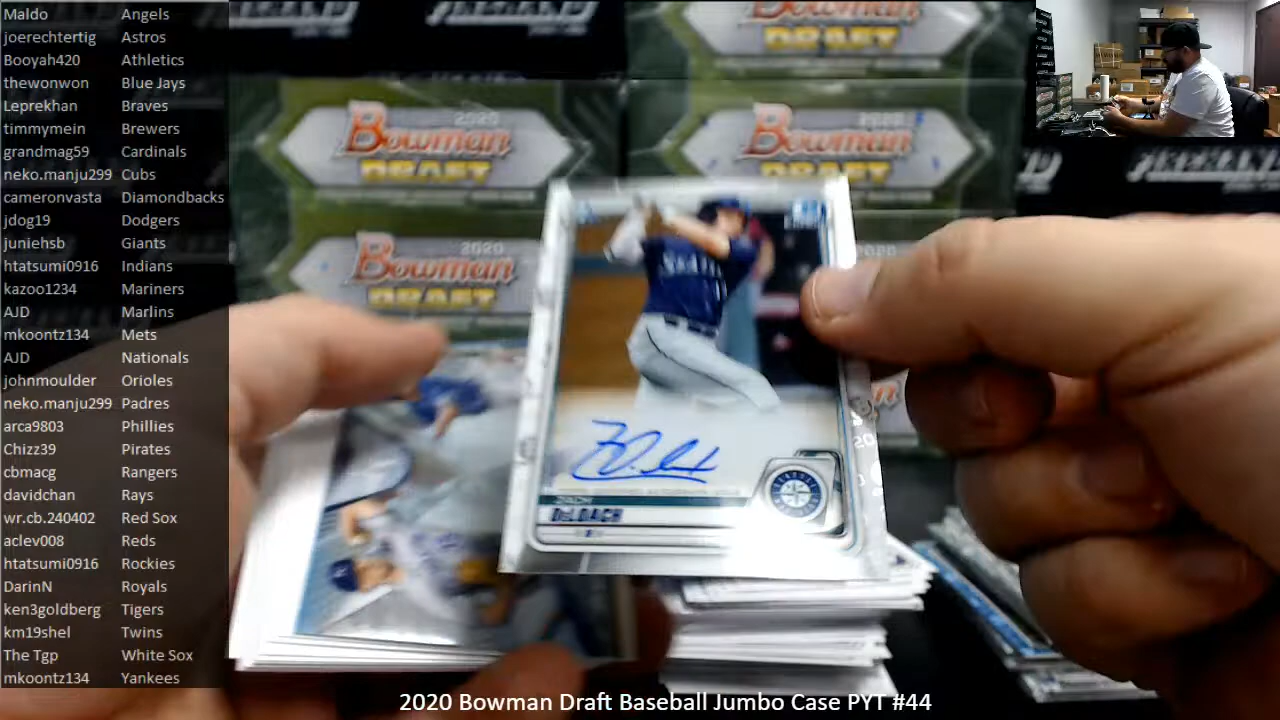 Maldo Angels
joerechtertig Astros
Booyah420 Athletics
thewonwon Blue Jays
Leprekhan Braves
timmymein Brewers
grandmag59 Cardinals
neko.manju299 Cubs
cameronvasta Diamondbacks
jdog19 Dodgers
juniehsb Giants
htatsumi0916 Indians
kazoo1234 Mariners
AJD Marlins
mkoontz134 Mets
AJD Nationals
johnmoulder Orioles
neko.manju299 Padres
arca9803 Phillies
Chizz39 Pirates
cbmacg Rangers
davidchan Rays
wr.cb.240402 Red Sox
aclev008 Reds
htatsumi0916 Rockies
DarinN Royals
ken3goldberg Tigers
km19shel Twins
The Tgp White Sox
mkoontz134 Yankees
Bowman
DRAFT
2020
Bowman
DRAFT
2020
Bowman
DRAFT
2020
Bowman
DRAFT
SEATTLE
ZACH
DELOACH
2020 Bowman Draft Baseball Jumbo Case PYT #44